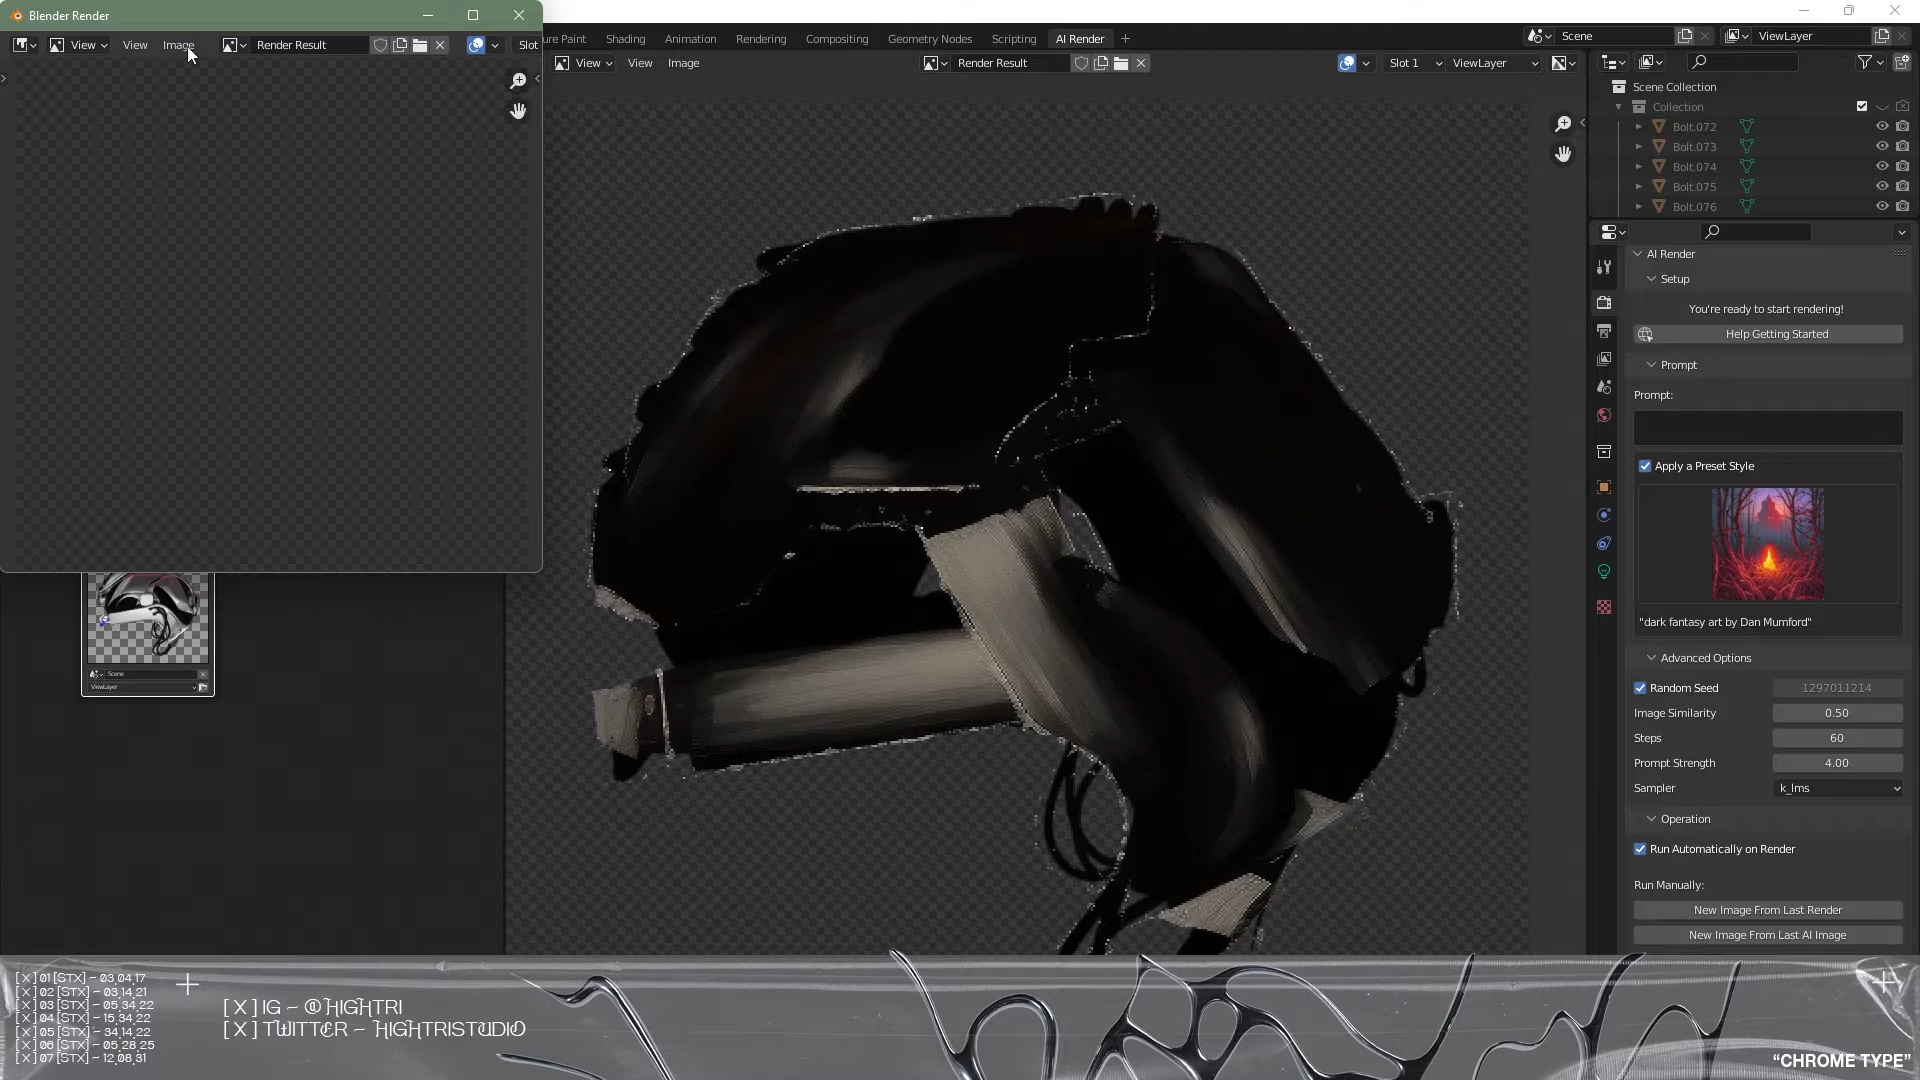 Blender Render
View View Image Render Result Slot
ure Paint Shading Animation Rendering Compositing Geometry Nodes Scripting AI Render
Scene ViewLayer
View View Image Render Result Slot 1 ViewLayer
Scene Collection
Collection
Bolt.072
Bolt.073
Bolt.074
Bolt.075
Bolt.076
AI Render
Setup
You're ready to start rendering!
Help Getting Started
Prompt
Prompt:
Apply a Preset Style
"dark fantasy art by Dan Mumford"
Advanced Options
Random Seed 1297011214
Image Similarity 0.50
Steps 60
Prompt Strength 4.00
Sampler k_lms
Operation
Run Automatically on Render
Run Manually:
New Image From Last Render
New Image From Last AI Image
Scene
ViewLayer
[X] 01 [STX] – 03.04.17
[X] 02 [STX] – 03.14.21
[X] 03 [STX] – 05.34.22
[X] 04 [STX] – 15.34.22
[X] 05 [STX] – 34.14.22
[X] 06 [STX] – 05.28.25
[X] 07 [STX] – 12.08.31
[X] IG – @HIGHTRI
[X] TWITTER – HIGHTRISTUDIO
“CHROME TYPE”